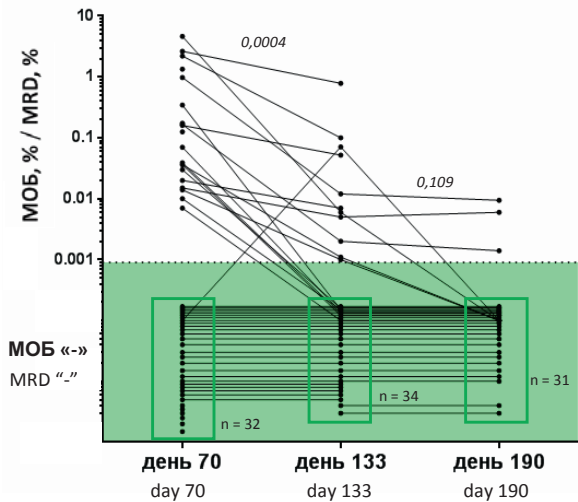 МОБ, % / MRD, %
10
1
0.1
0.01
0.001
0,0004
0,109
МОБ «-»
MRD “-”
n = 32
n = 34
n = 31
день 70
день 133
день 190
day 70
day 133
day 190